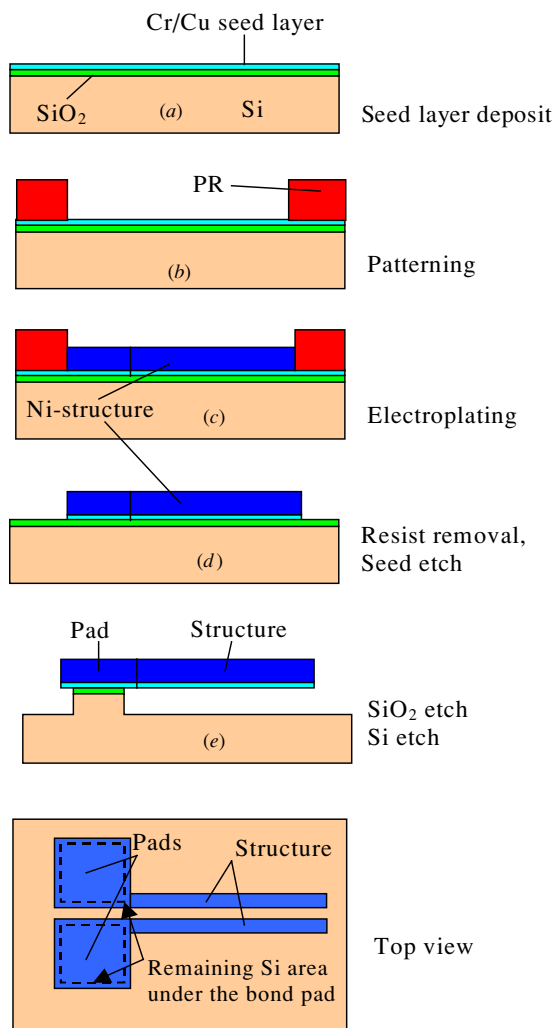 Cr/Cu seed layer
SiO₂
(a)
Si
Seed layer deposit
PR
(b)
Patterning
Ni-structure
(c)
Electroplating
(d)
Resist removal,
Seed etch
Pad
Structure
(e)
SiO₂ etch
Si etch
Pads
Structure
Top view
Remaining Si area
under the bond pad